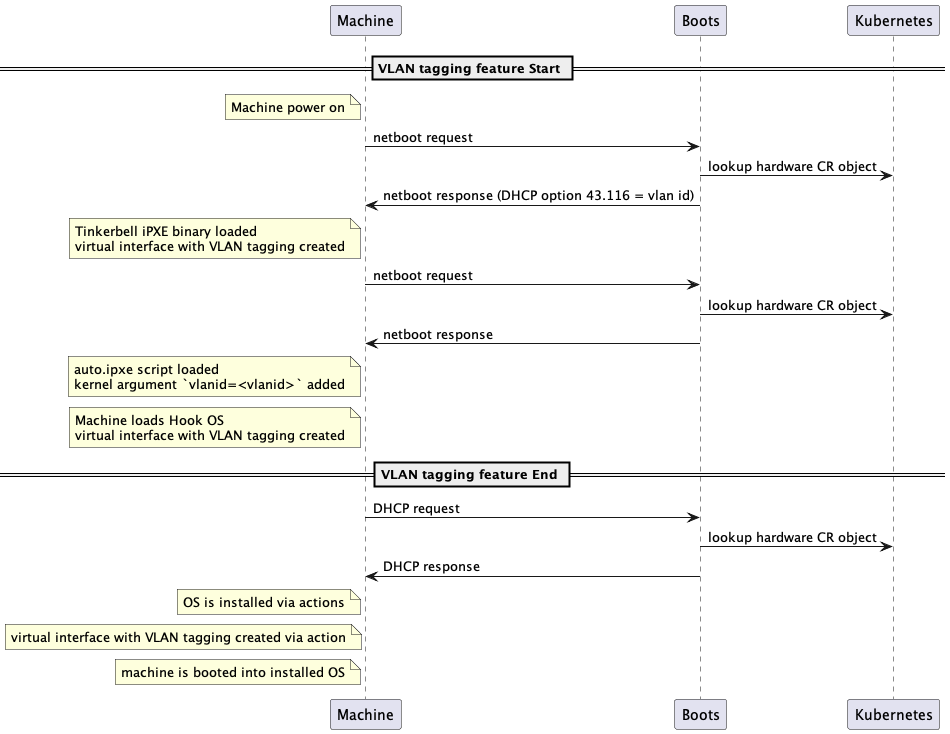 Machine
Boots
Kubernetes
VLAN tagging feature Start
Machine power on
netboot request
lookup hardware CR object
netboot response (DHCP option 43.116 = vlan id)
Tinkerbell iPXE binary loaded
virtual interface with VLAN tagging created
netboot request
lookup hardware CR object
netboot response
auto.ipxe script loaded
kernel argument `vlanid=<vlanid>` added
Machine loads Hook OS
virtual interface with VLAN tagging created
VLAN tagging feature End
DHCP request
lookup hardware CR object
DHCP response
OS is installed via actions
virtual interface with VLAN tagging created via action
machine is booted into installed OS
Machine
Boots
Kubernetes